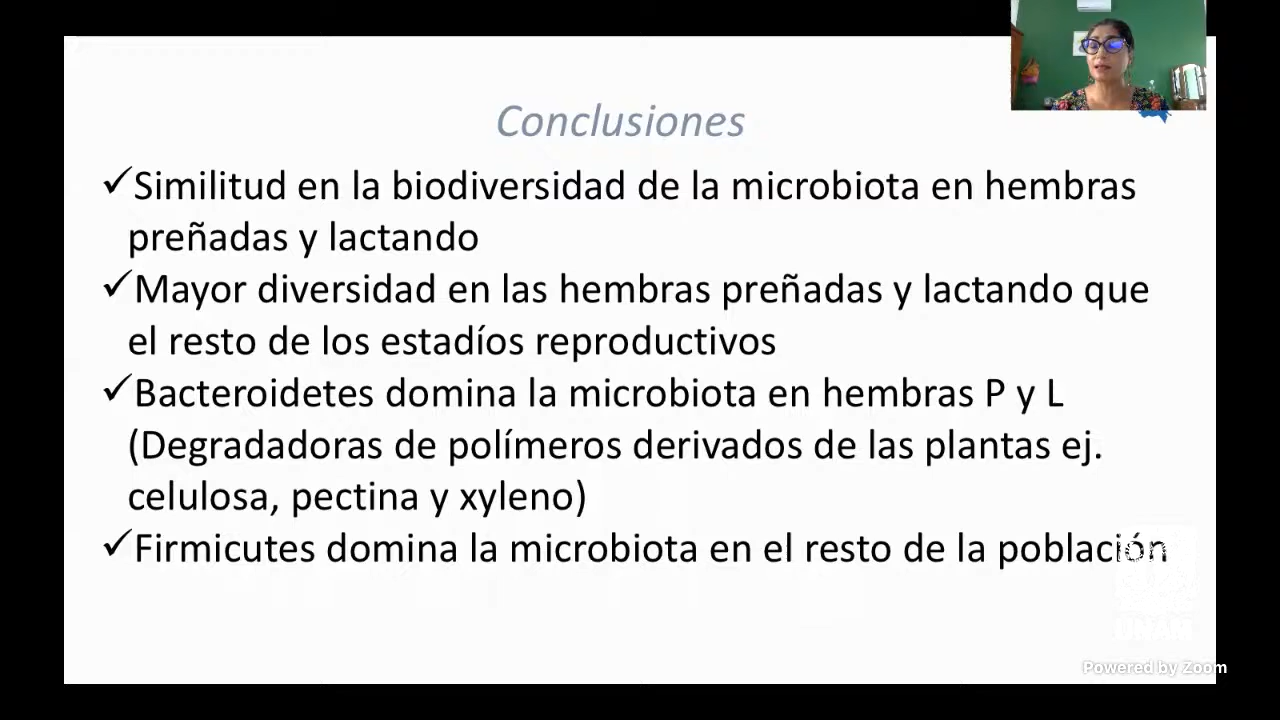 Conclusiones
✓Similitud en la biodiversidad de la microbiota en hembras
preñadas y lactando
✓Mayor diversidad en las hembras preñadas y lactando que
el resto de los estadíos reproductivos
✓Bacteroidetes domina la microbiota en hembras P y L
(Degradadoras de polímeros derivados de las plantas ej.
celulosa, pectina y xyleno)
✓Firmicutes domina la microbiota en el resto de la población
UNAM
Powered by Zoom